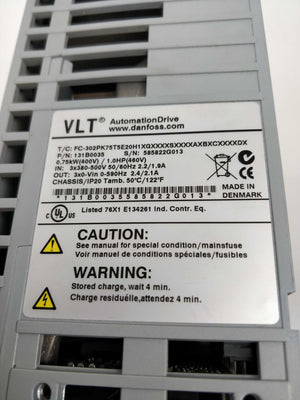 VLT® AutomationDrive
www.danfoss.com
T/C: FC-302PK75T5E20H1XGXXXXSXXXXAXBXCXXXXDX
P/N: 131B0035 S/N: 585822G013
0.75kW(400V) / 1.0HP(460V)
IN: 3x380-500V 50/60Hz 2.2/1.9A
OUT: 3x0-Vin 0-590Hz 2.4/2.1A
CHASSIS/IP20 Tamb. 50°C/122°F
MADE IN
DENMARK
*131B0035585822G013*
c UL US Listed 76X1 E134261 Ind. Contr. Eq.
CAUTION:
See manual for special condition/mainsfuse
Voir manuel de conditions spéciales/fusibles
WARNING:
Stored charge, wait 4 min.
Charge residuélle,attendez 4 min.